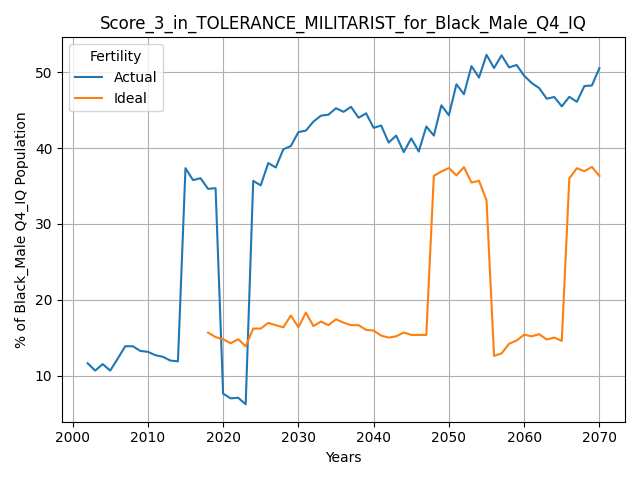 Score_3_in_TOLERANCE_MILITARIST_for_Black_Male_Q4_IQ
Fertility
Actual
Ideal
% of Black_Male Q4_IQ Population
50
40
30
20
10
2000 2010 2020 2030 2040 2050 2060 2070
Years